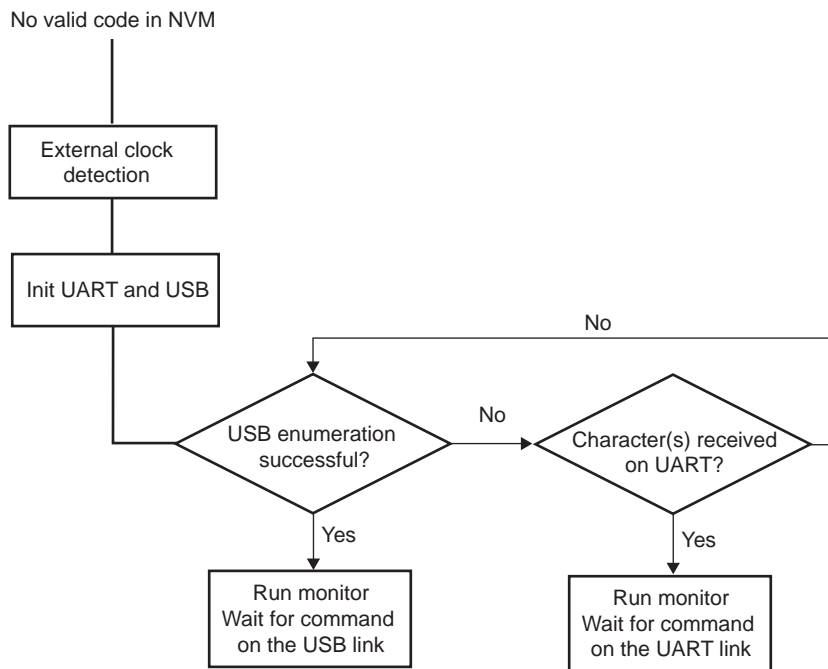 No valid code in NVM
External clock
detection
Init UART and USB
No
USB enumeration
successful?
No
Character(s) received
on UART?
Yes
Yes
Run monitor
Wait for command
on the USB link
Run monitor
Wait for command
on the UART link